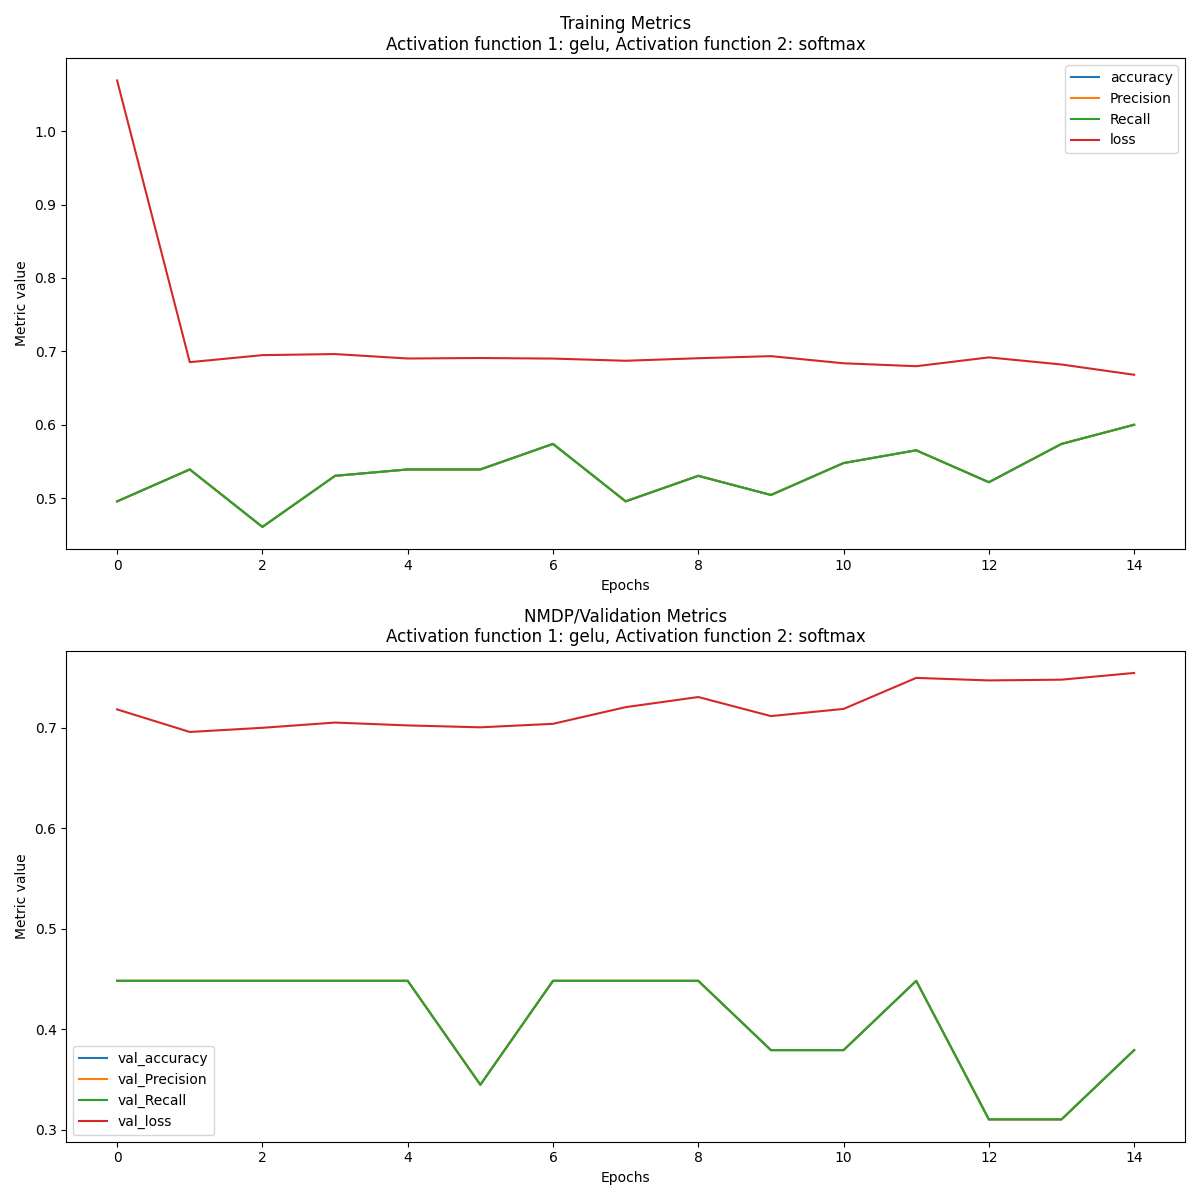 Training Metrics
Activation function 1: gelu, Activation function 2: softmax
accuracy
Precision
Recall
loss
1.0
0.9
0.8
0.7
0.6
0.5
Metric value
0 2 4 6 8 10 12 14
Epochs
NMDP/Validation Metrics
Activation function 1: gelu, Activation function 2: softmax
0.7
0.6
0.5
0.4
0.3
Metric value
val_accuracy
val_Precision
val_Recall
val_loss
0 2 4 6 8 10 12 14
Epochs